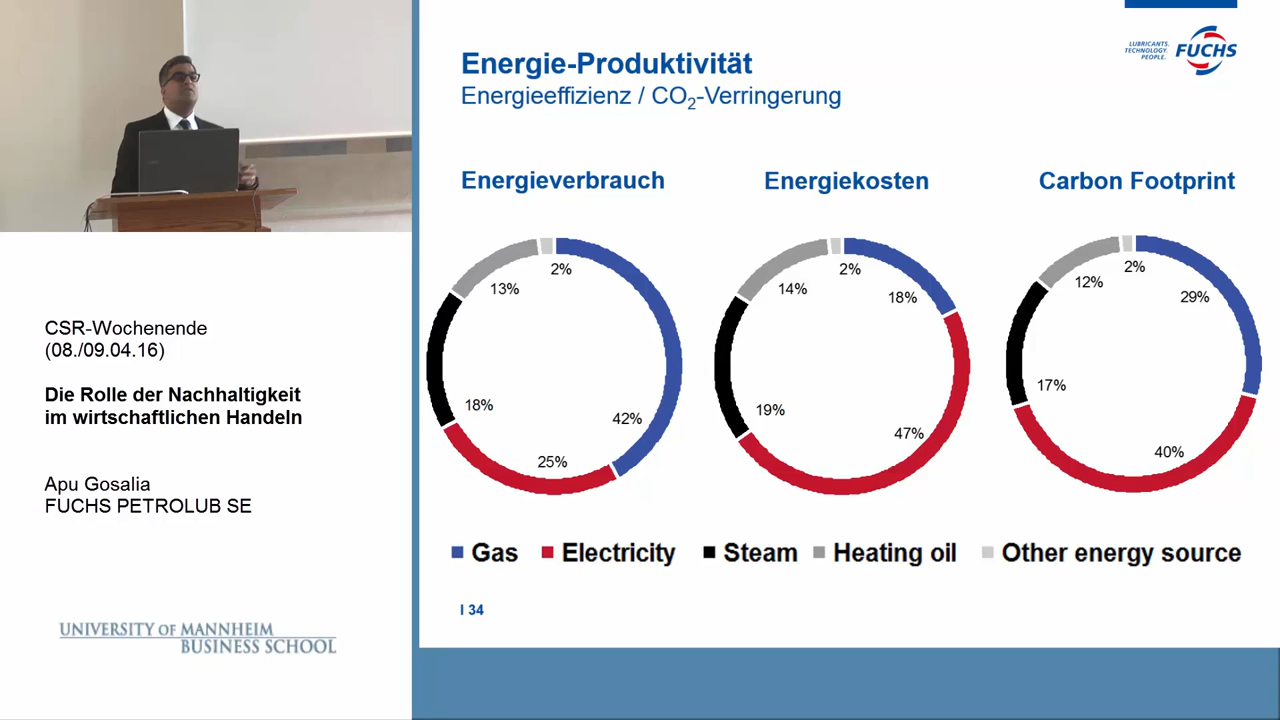 Energie-Produktivität
Energieeffizienz / CO2-Verringerung
LUBRICANTS.
TECHNOLOGY.
PEOPLE.
FUCHS
Energieverbrauch
Energiekosten
Carbon Footprint
2%
13%
18%
42%
25%
2%
14%
18%
19%
47%
2%
12%
29%
17%
40%
Gas
Electricity
Steam
Heating oil
Other energy source
I 34
CSR-Wochenende
(08./09.04.16)
Die Rolle der Nachhaltigkeit
im wirtschaftlichen Handeln
Apu Gosalia
FUCHS PETROLUB SE
UNIVERSITY OF MANNHEIM
BUSINESS SCHOOL